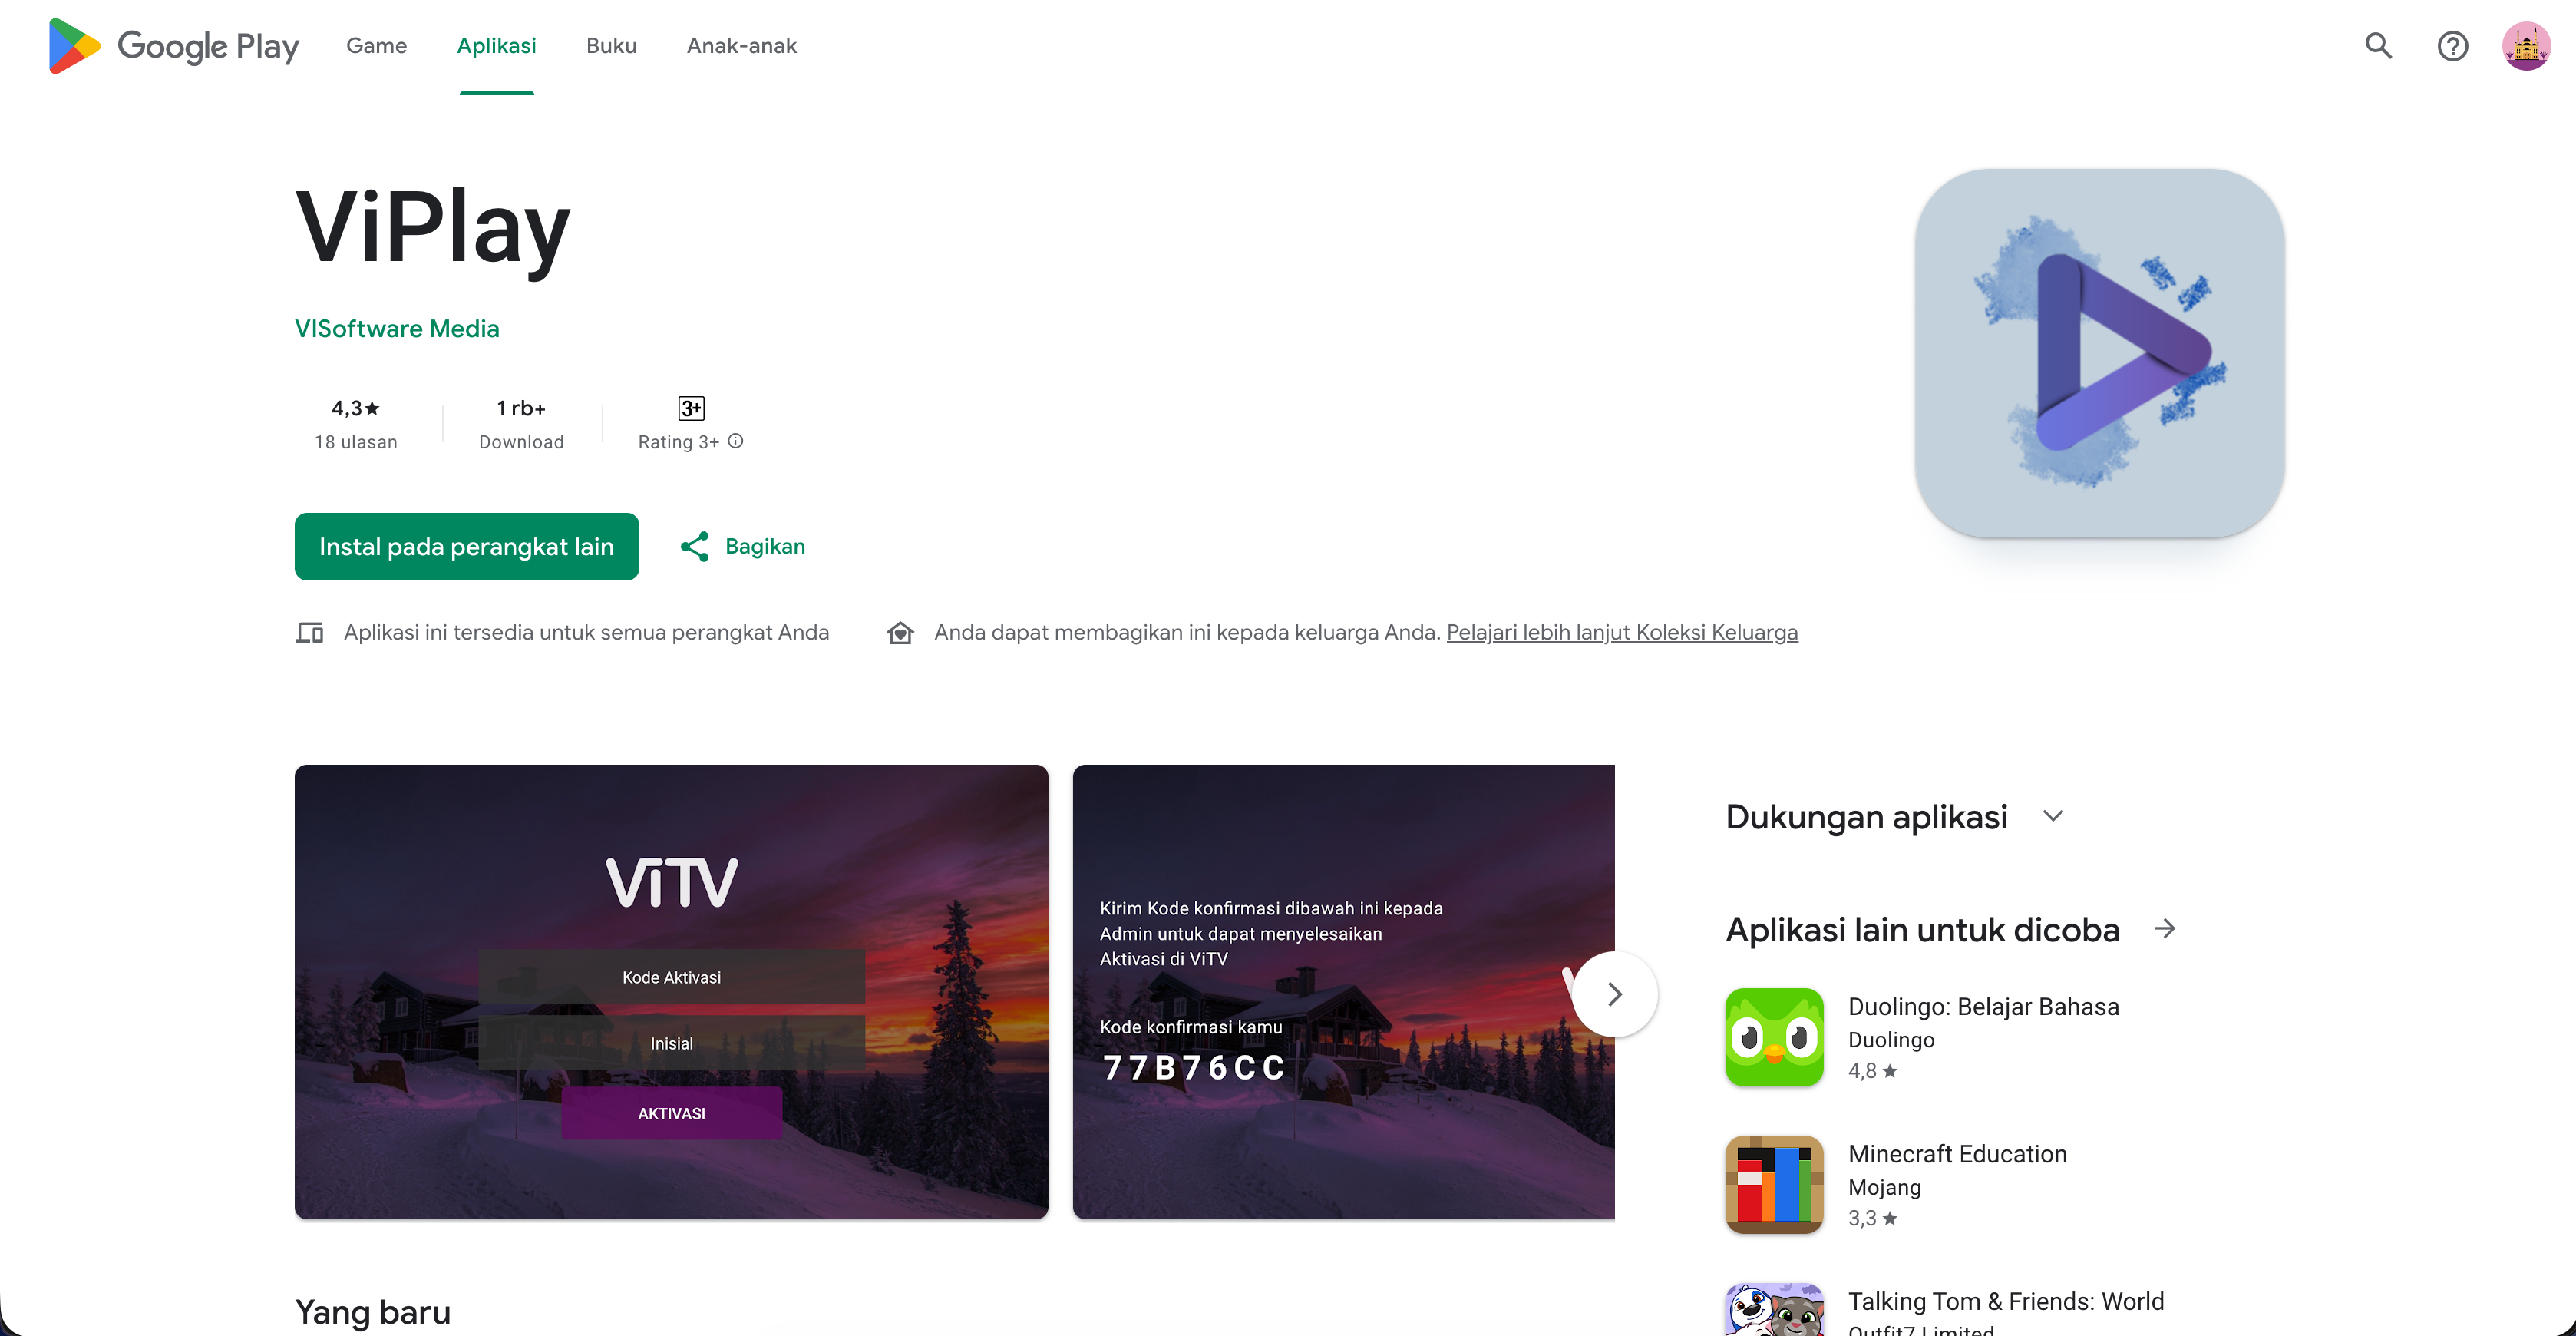 Google Play
Game
Aplikasi
Buku
Anak-anak
ViPlay
VISoftware Media
4,3★
18 ulasan
1 rb+
Download
3+
Rating 3+
Instal pada perangkat lain
Bagikan
Aplikasi ini tersedia untuk semua perangkat Anda
Anda dapat membagikan ini kepada keluarga Anda. Pelajari lebih lanjut Koleksi Keluarga
ViTV
Kode Aktivasi
Inisial
AKTIVASI
Kirim Kode konfirmasi dibawah ini kepada
Admin untuk dapat menyelesaikan
Aktivasi di ViTV
Kode konfirmasi kamu
77B76CC
Dukungan aplikasi
Aplikasi lain untuk dicoba
Duolingo: Belajar Bahasa
Duolingo
4,8 ★
Minecraft Education
Mojang
3,3 ★
Talking Tom & Friends: World
Outfit7 Limited
Yang baru